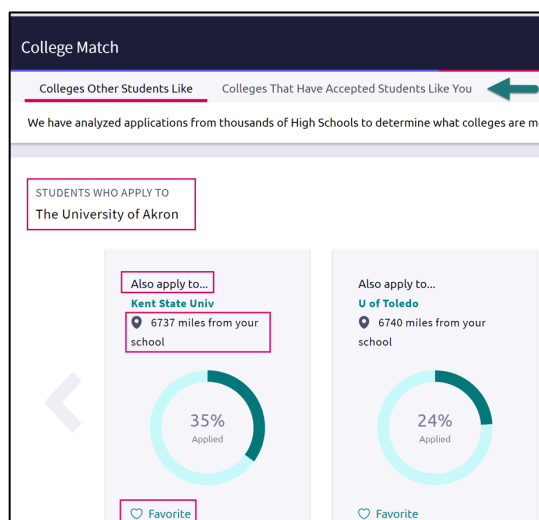 College Match
Colleges Other Students Like Colleges That Have Accepted Students Like You
We have analyzed applications from thousands of High Schools to determine what colleges are
STUDENTS WHO APPLY TO
The University of Akron
Also apply to...
Kent State Univ
6737 miles from your
school
35%
Applied
Favorite
Also apply to...
U of Toledo
6740 miles from your
school
24%
Applied
Favorite